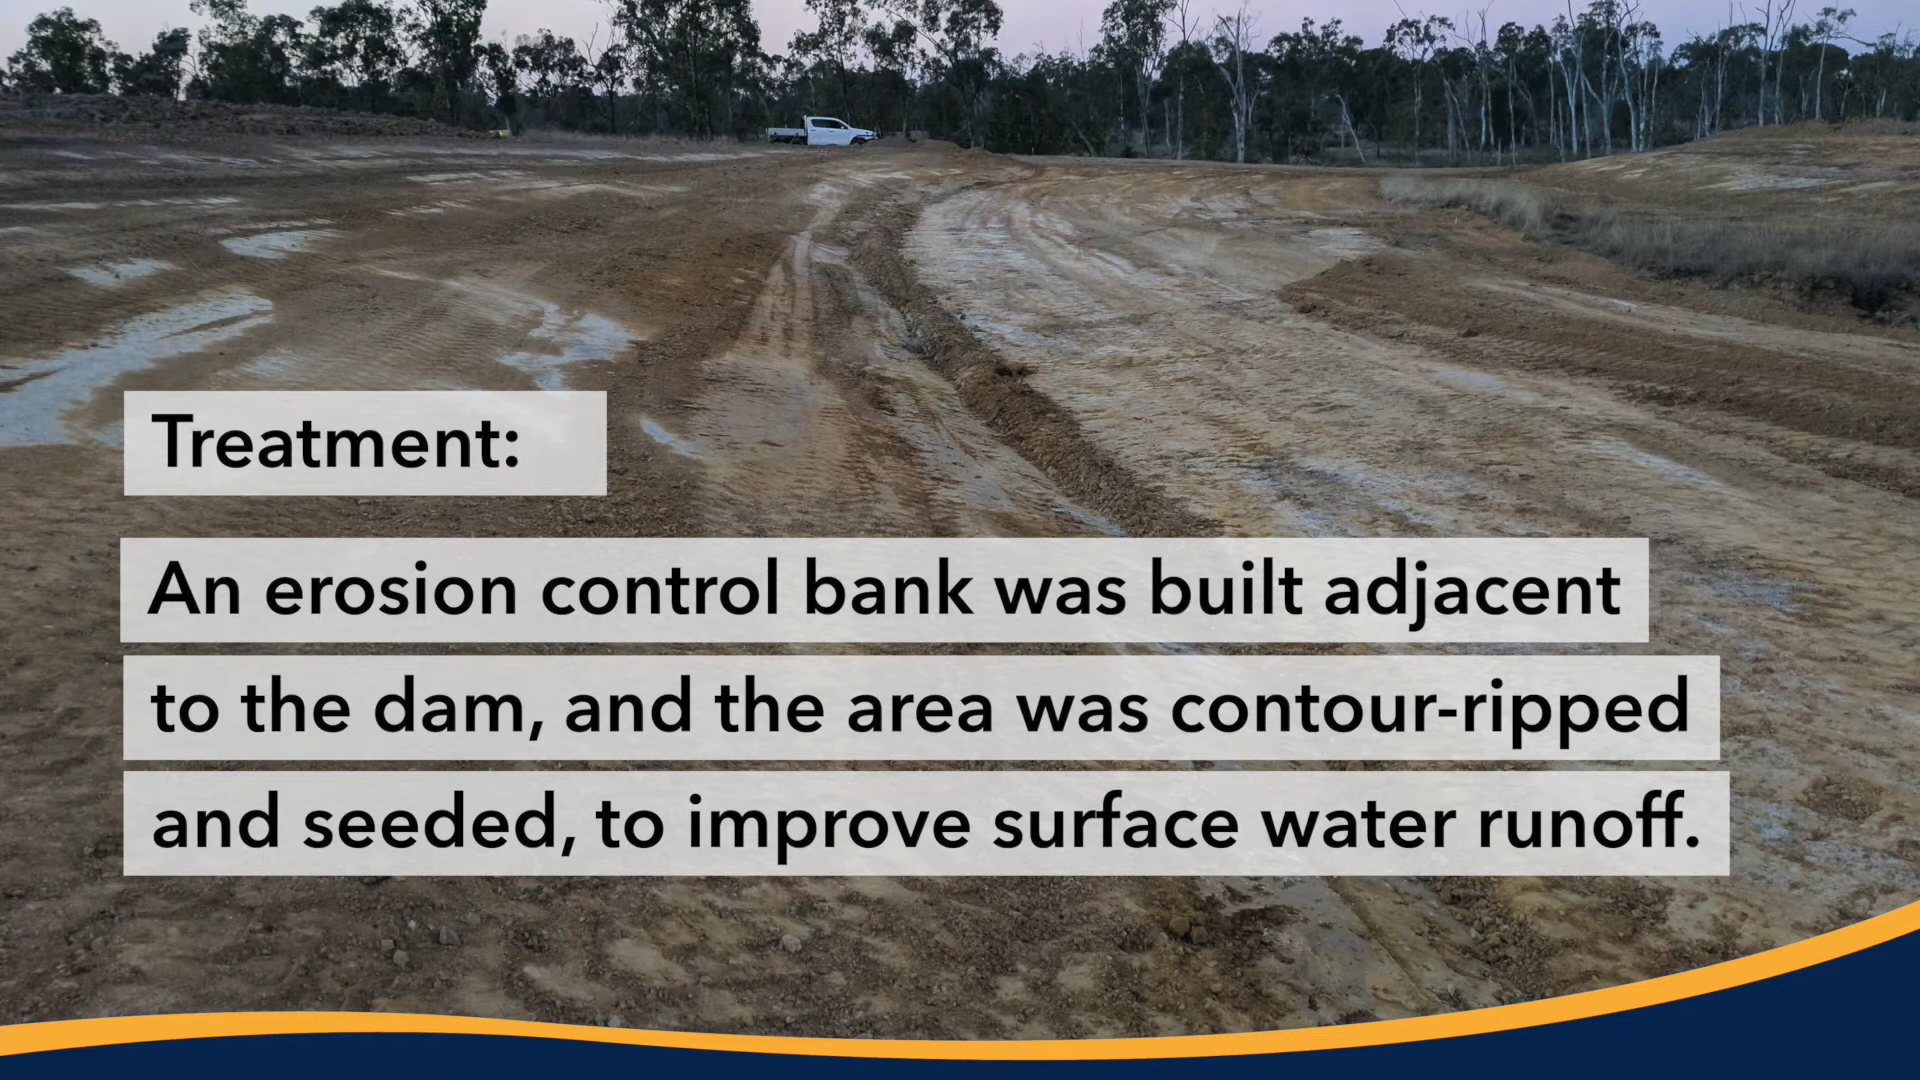 Treatment:
An erosion control bank was built adjacent
to the dam, and the area was contour-ripped
and seeded, to improve surface water runoff.